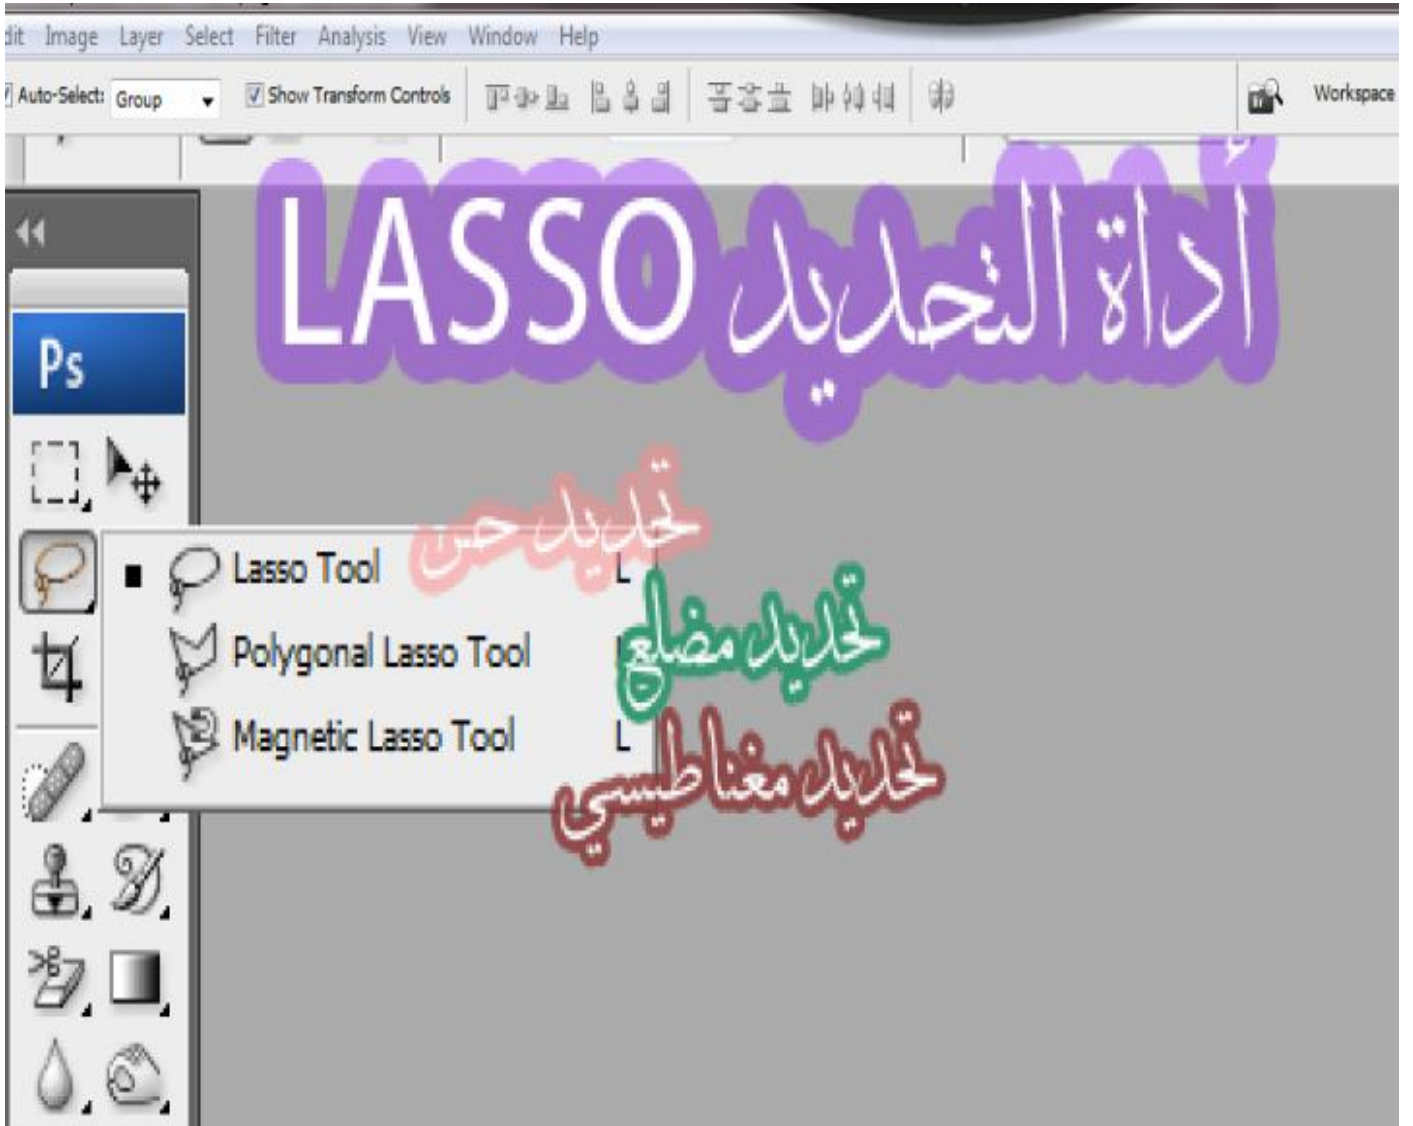 dit Image Layer Select Filter Analysis View Window Help
Auto-Select: Group Show Transform Controls Workspace
أداة التحديد LASSO
Ps
تحديد حر
Lasso Tool L
تحديد مضلع
Polygonal Lasso Tool
تحديد مغناطيسي
Magnetic Lasso Tool L